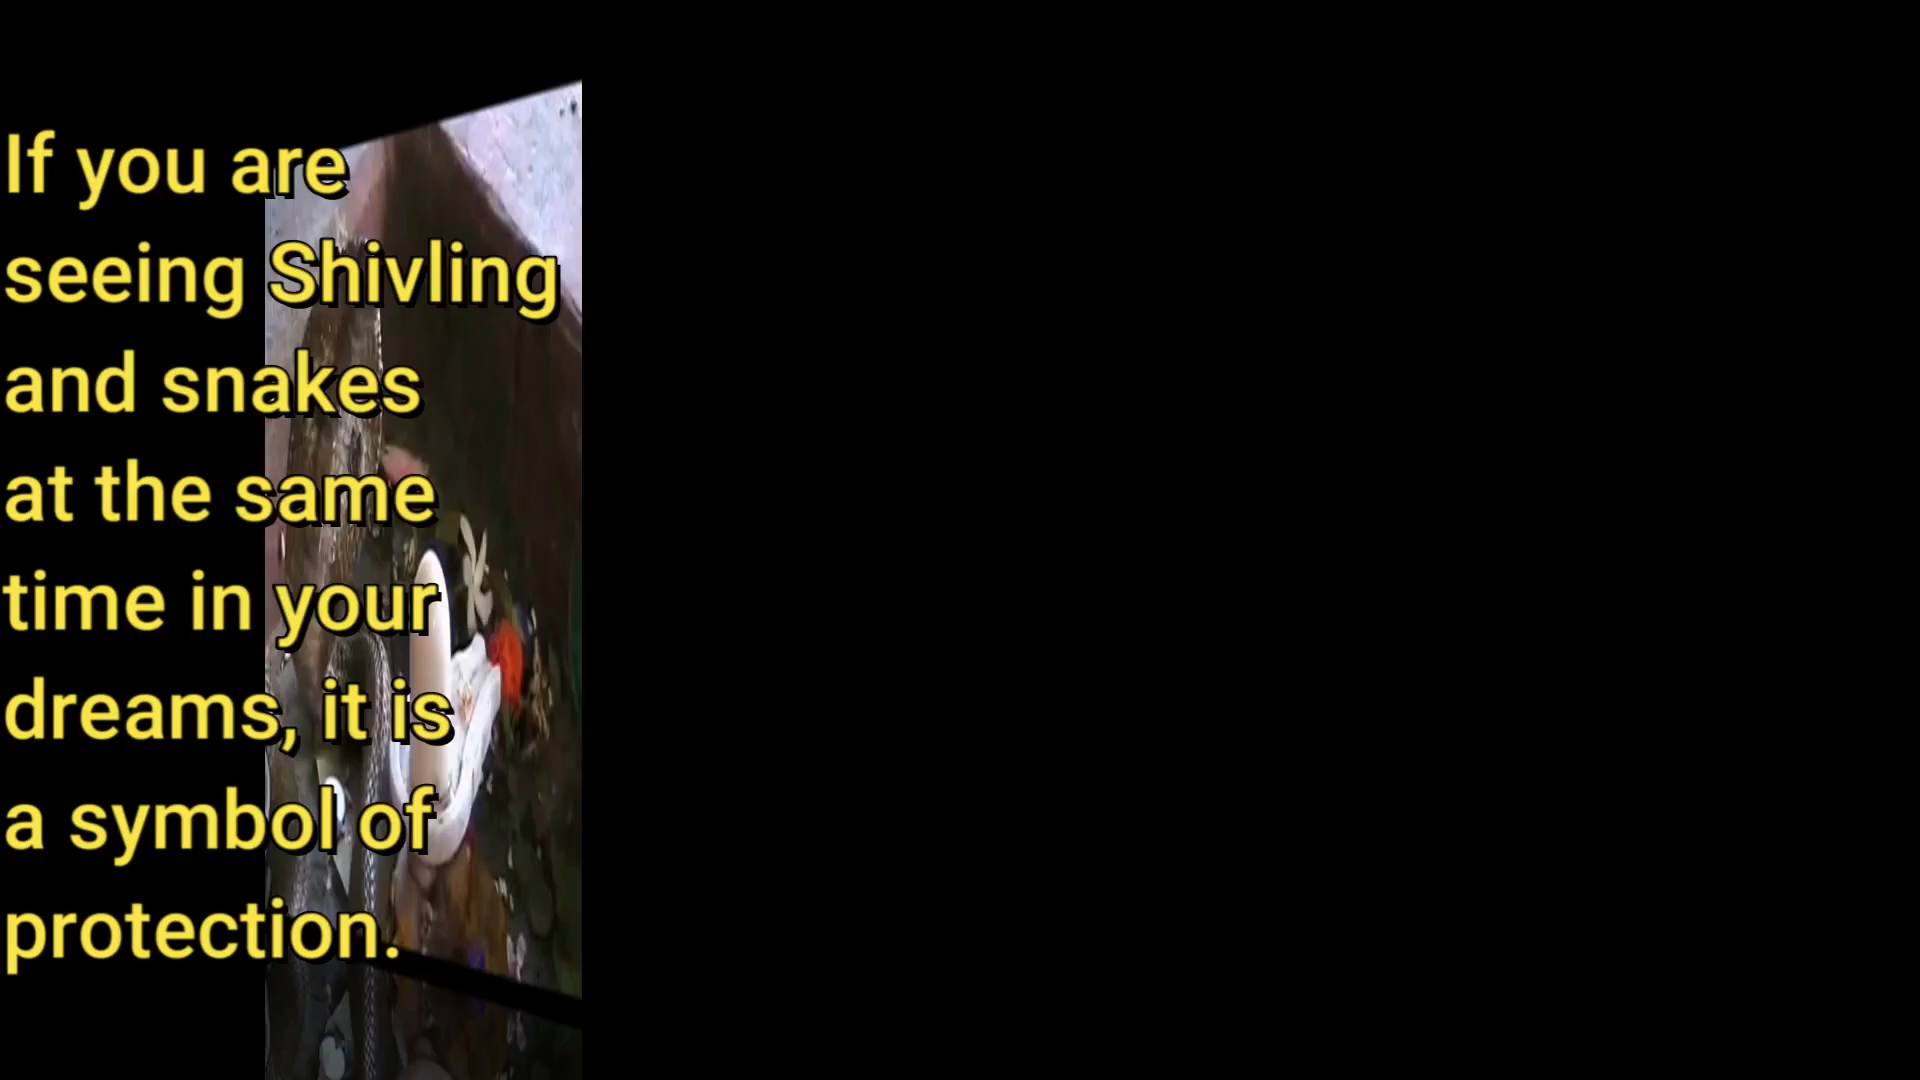 If you are
seeing Shivling
and snakes
at the same
time in your
dreams, it is
a symbol of
protection.